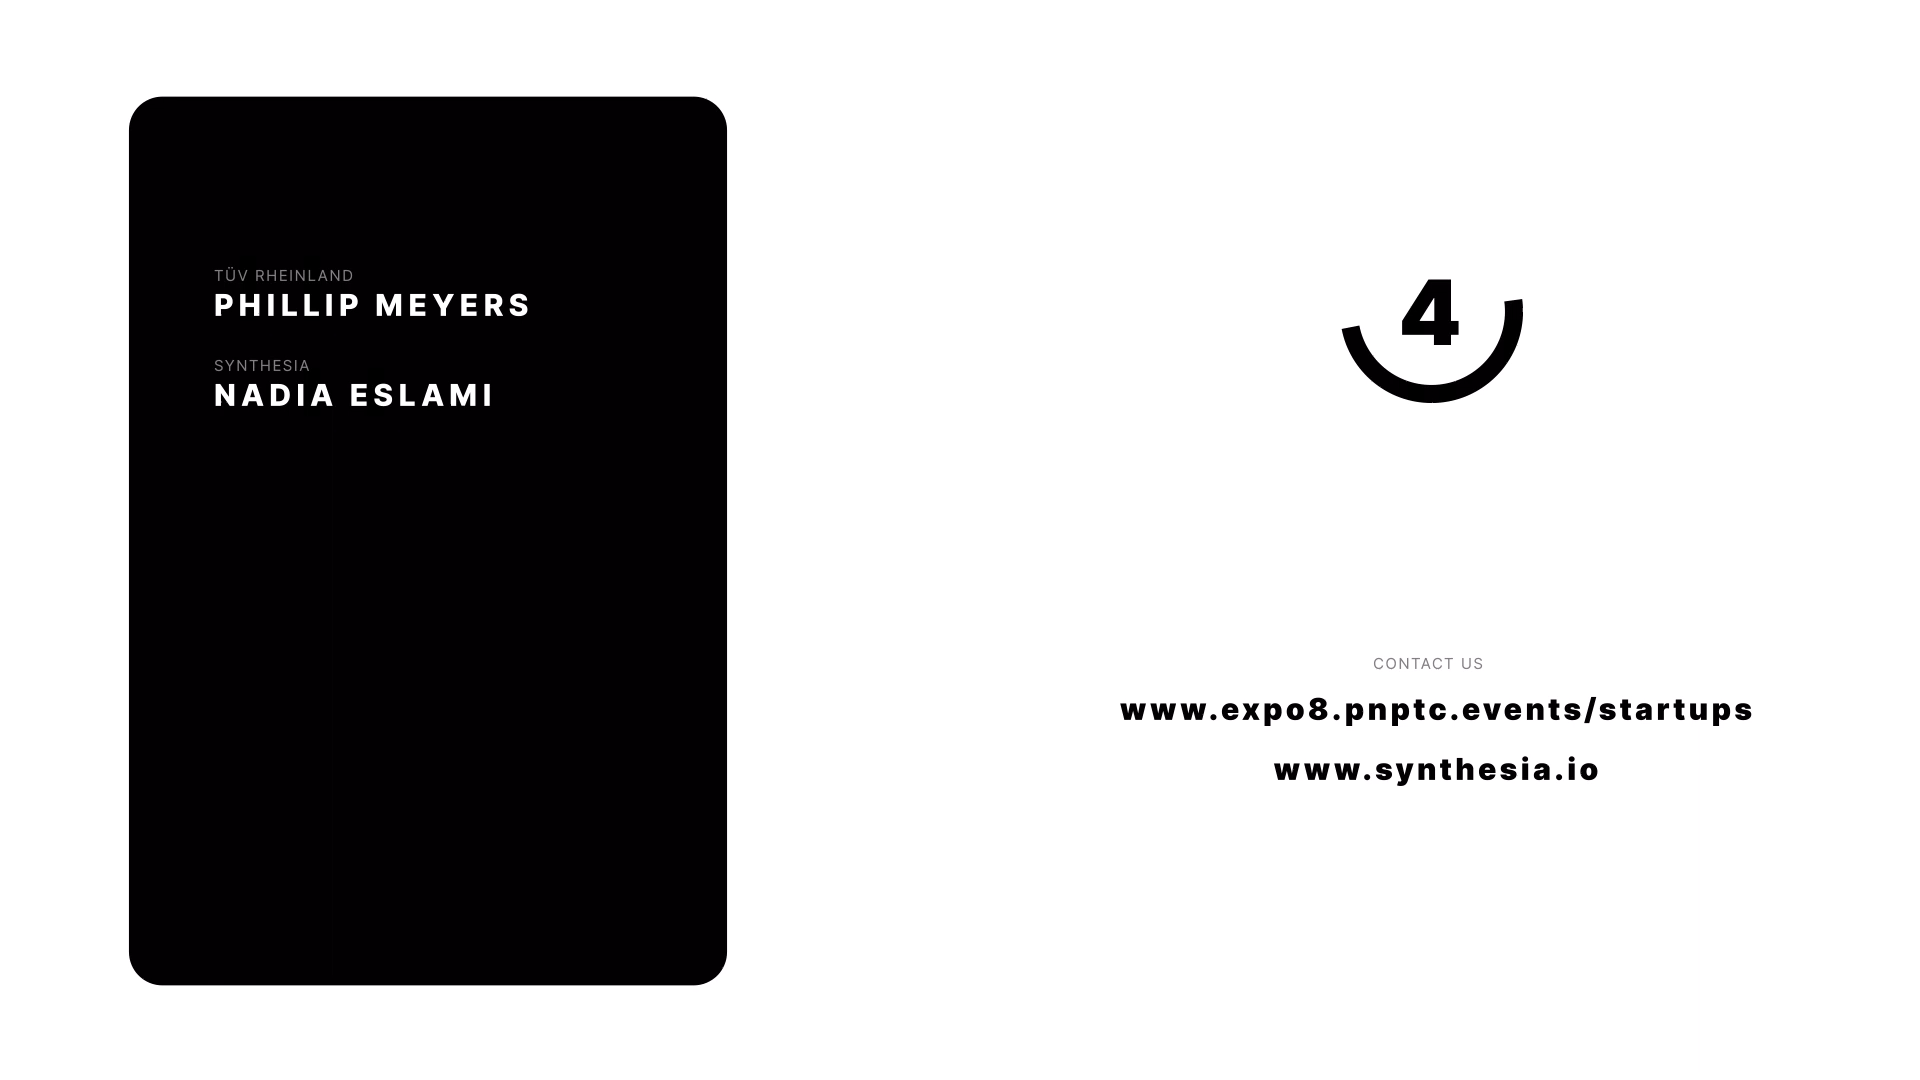 TÜV RHEINLAND
PHILLIP MEYERS
SYNTHESIA
NADIA ESLAMI
4
CONTACT US
www.expo8.pnptc.events/startups
www.synthesia.io